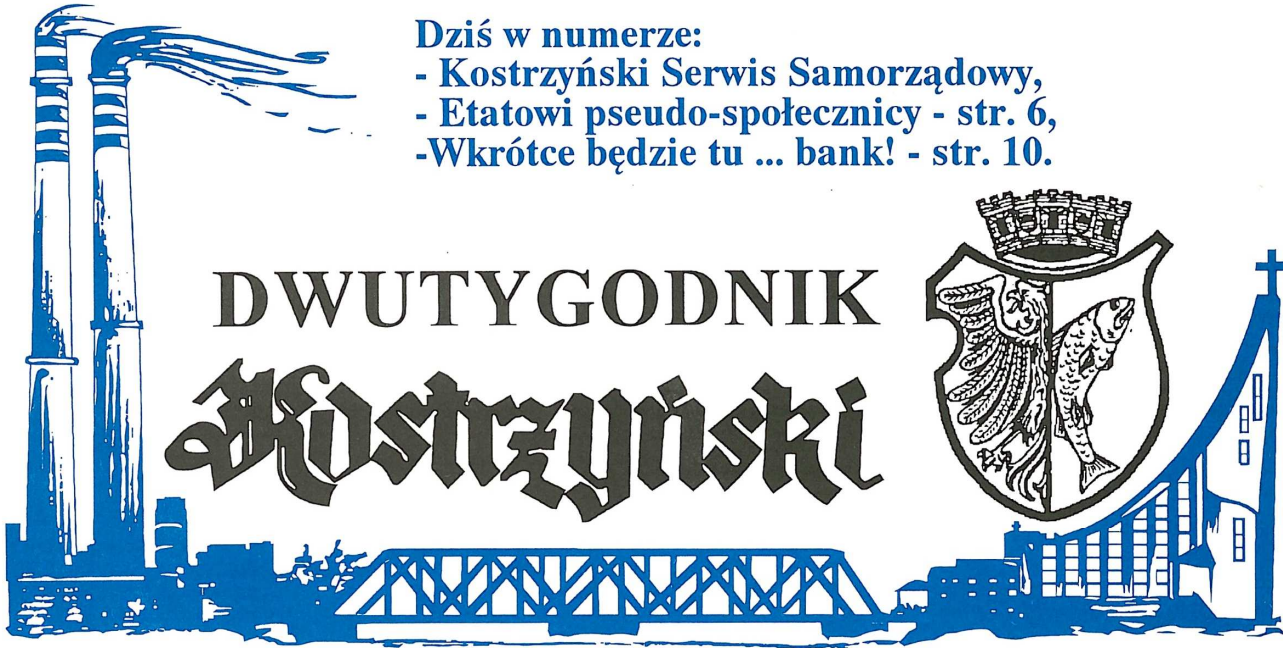 Dziś w numerze:
- Kostrzyński Serwis Samorządowy,
- Etatowi pseudo-społecznicy - str. 6,
-Wkrótce będzie tu ... bank! - str. 10.
DWUTYGODNIK
Kostrzyński